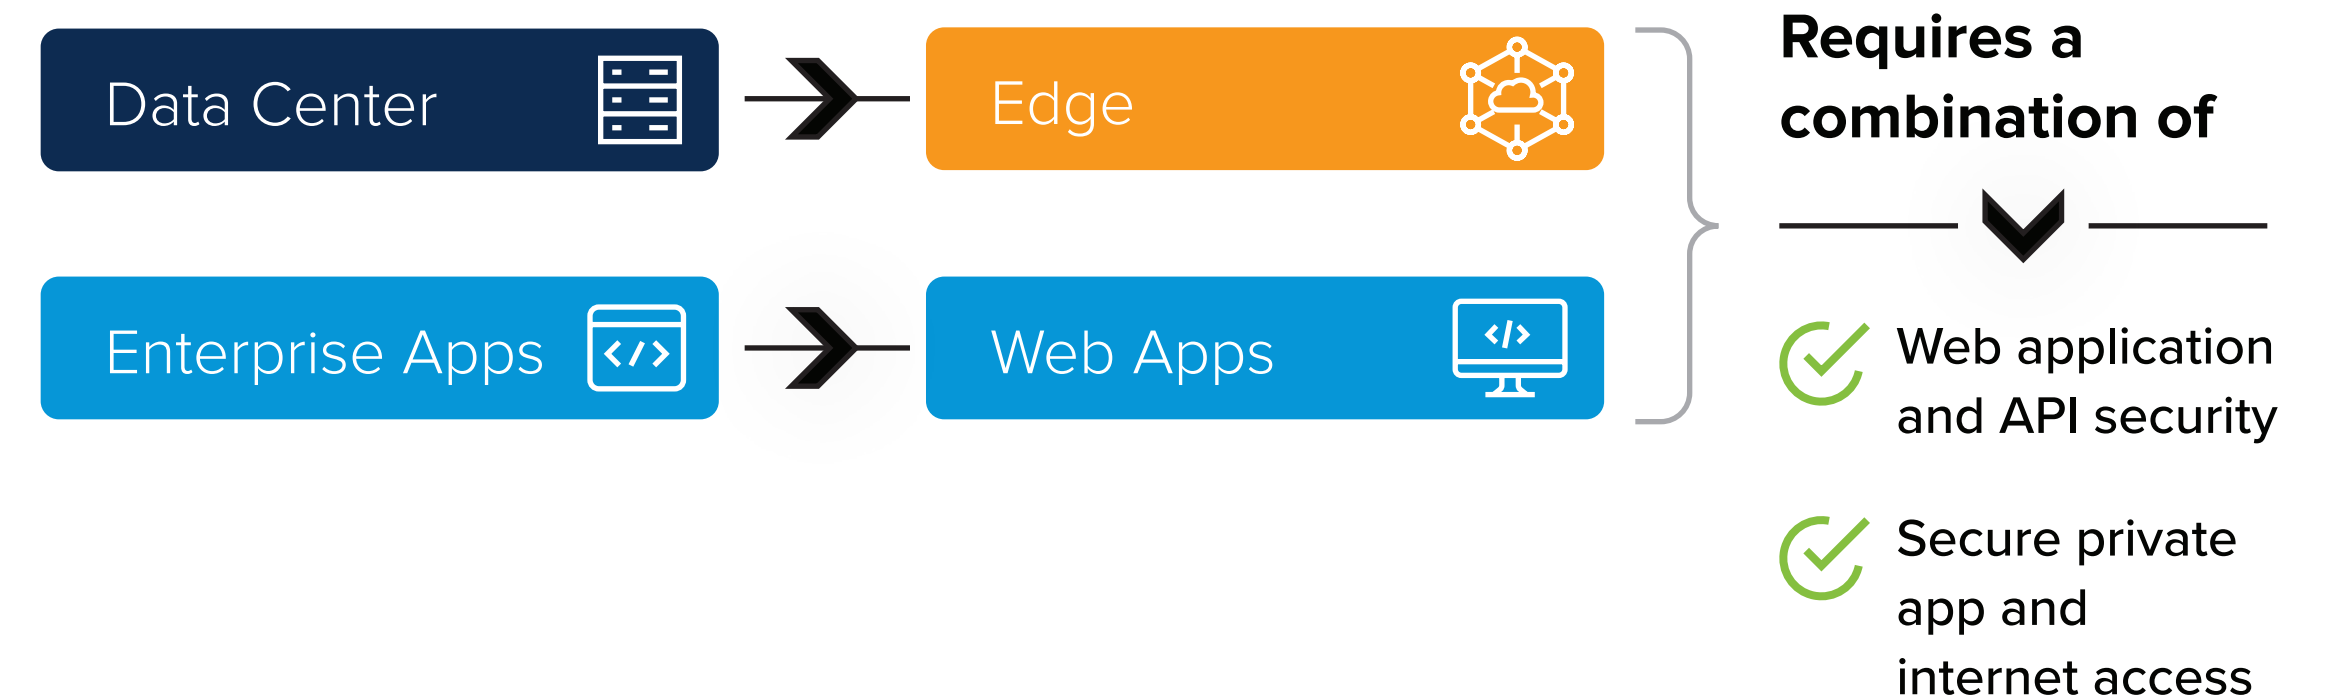 Data Center
Edge
Enterprise Apps
Web Apps
Requires a
combination of
Web application
and API security
Secure private
app and
internet access